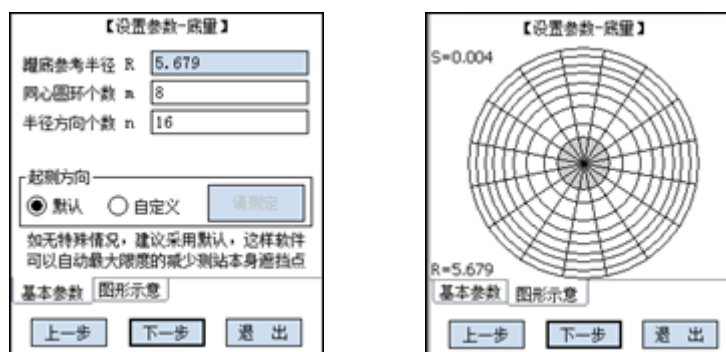 【设置参数-底量】
罐底参考半径 R 5.679
同心圆环个数 m 8
半径方向个数 n 16
起测方向
默认 自定义 请测定
如无特殊情况，建议采用默认，这样软件
可以自动最大限度的减少测站本身遮挡点
基本参数 图形示意
上一步 下一步 退 出
【设置参数-底量】
S=0.004
R=5.679
基本参数 图形示意
上一步 下一步 退 出